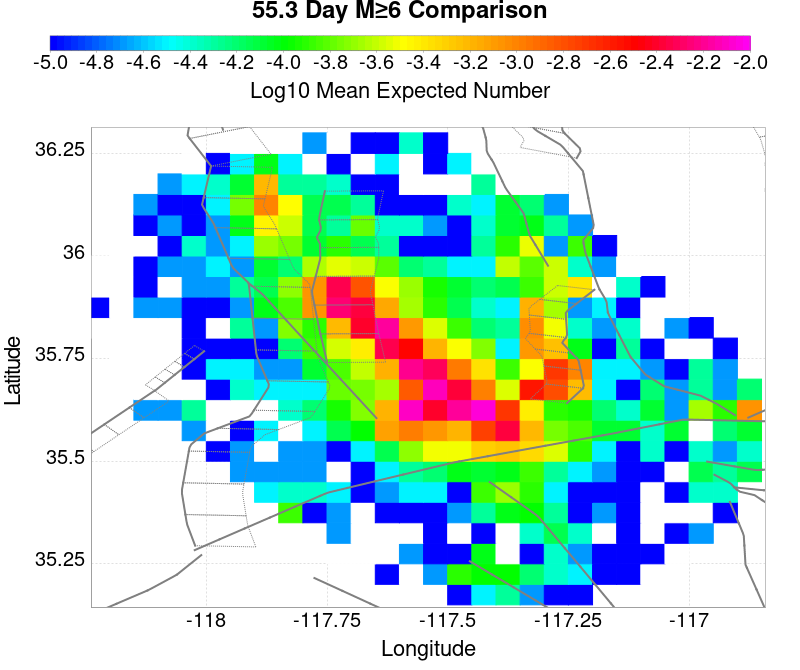 55.3 Day M≥6 Comparison
-5.0 -4.8 -4.6 -4.4 -4.2 -4.0 -3.8 -3.6 -3.4 -3.2 -3.0 -2.8 -2.6 -2.4 -2.2 -2.0
Log10 Mean Expected Number
36.25
36
35.75
35.5
35.25
Latitude
-118 -117.75 -117.5 -117.25 -117
Longitude